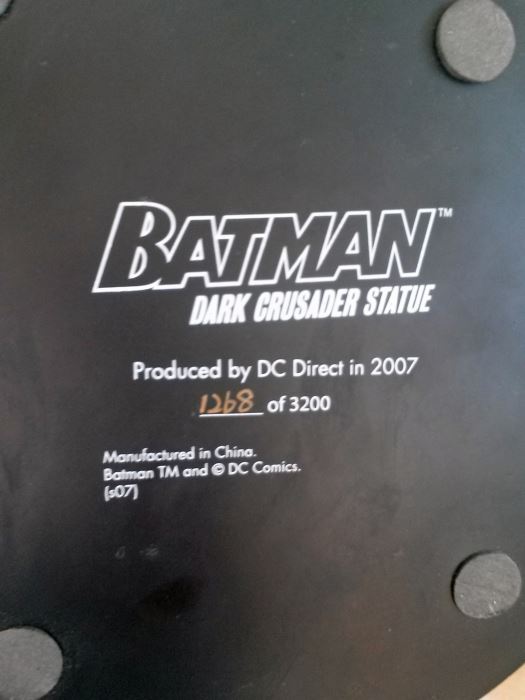 BATMAN™
DARK CRUSADER STATUE
Produced by DC Direct in 2007
1268 of 3200
Manufactured in China.
Batman TM and © DC Comics.
(s07)